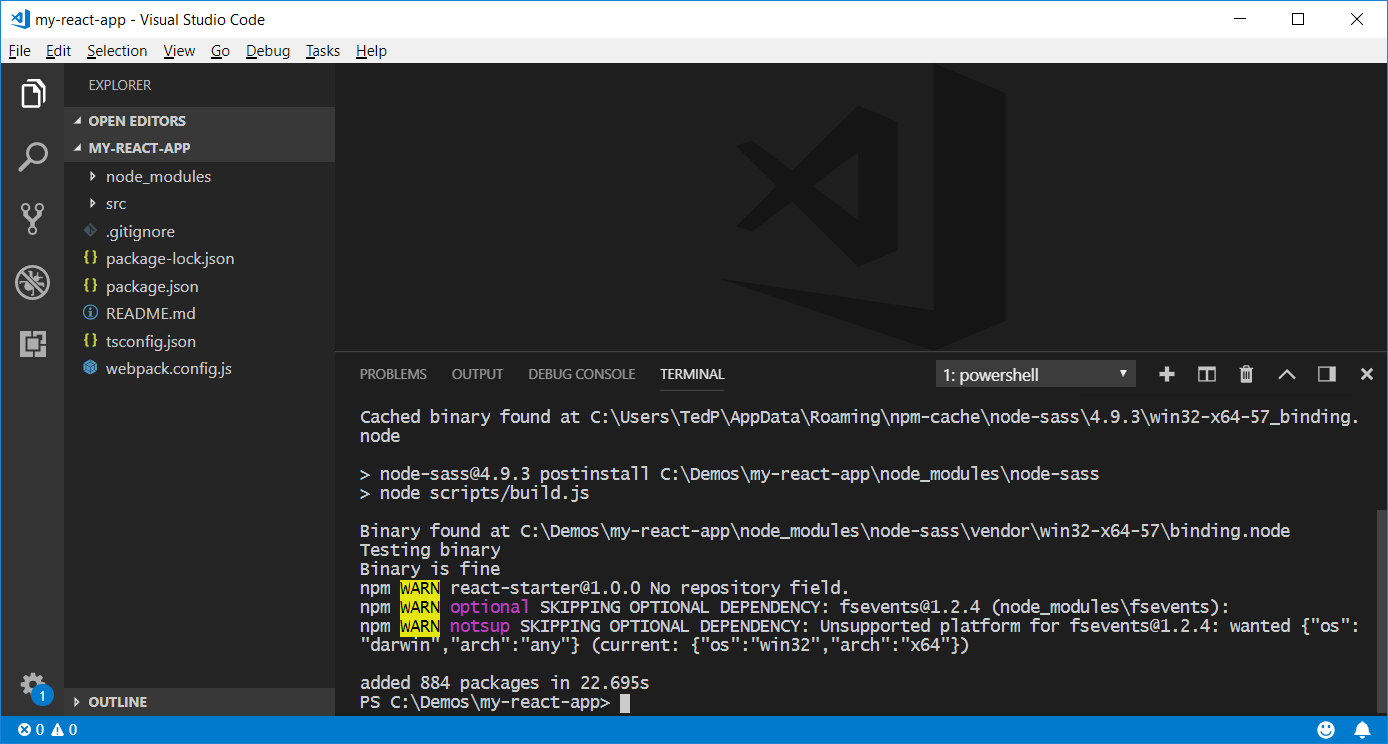 my-react-app - Visual Studio Code
File Edit Selection View Go Debug Tasks Help
EXPLORER
OPEN EDITORS
MY-REACT-APP
node_modules
src
.gitignore
package-lock.json
package.json
README.md
tsconfig.json
webpack.config.js
OUTLINE
PROBLEMS OUTPUT DEBUG CONSOLE TERMINAL 1: powershell
Cached binary found at C:\Users\TedP\AppData\Roaming\npm-cache\node-sass\4.9.3\win32-x64-57_binding.
node
> node-sass@4.9.3 postinstall C:\Demos\my-react-app\node_modules\node-sass
> node scripts/build.js
Binary found at C:\Demos\my-react-app\node_modules\node-sass\vendor\win32-x64-57\binding.node
Testing binary
Binary is fine
npm WARN react-starter@1.0.0 No repository field.
npm WARN optional SKIPPING OPTIONAL DEPENDENCY: fsevents@1.2.4 (node_modules\fsevents):
npm WARN notsup SKIPPING OPTIONAL DEPENDENCY: Unsupported platform for fsevents@1.2.4: wanted {"os":
"darwin","arch":"any"} (current: {"os":"win32","arch":"x64"})
added 884 packages in 22.695s
PS C:\Demos\my-react-app>
1
0 0